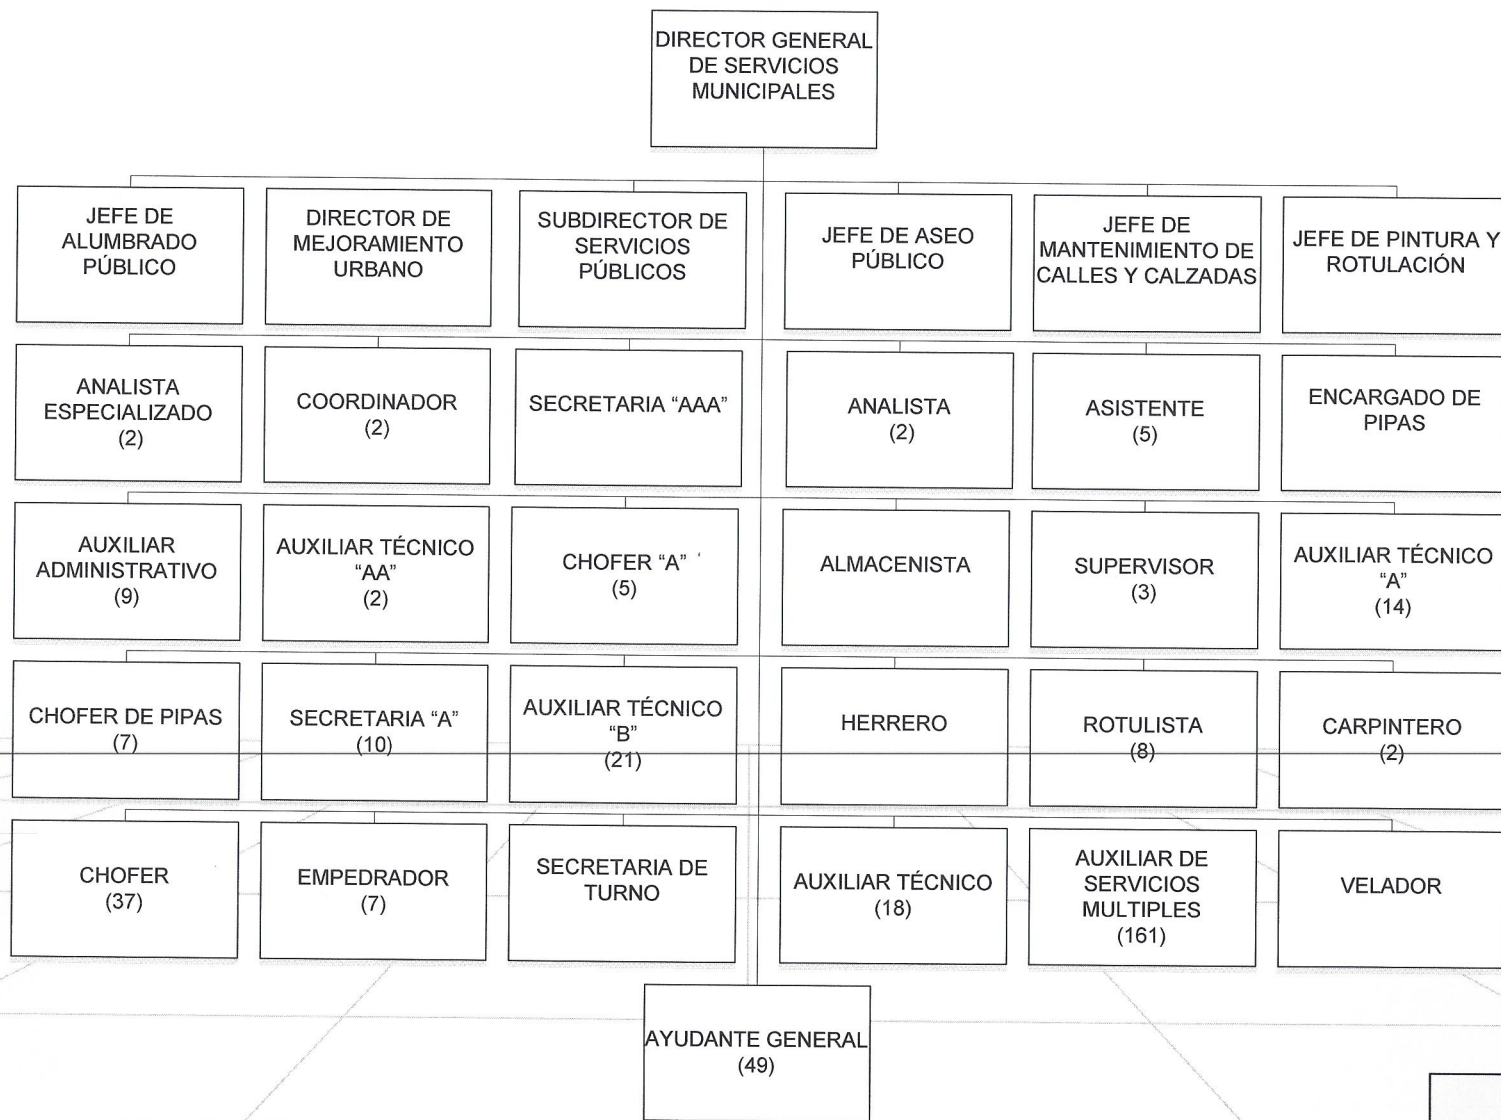 DIRECTOR GENERAL
DE SERVICIOS
MUNICIPALES
JEFE DE
ALUMBRADO
PÚBLICO
DIRECTOR DE
MEJORAMIENTO
URBANO
SUBDIRECTOR DE
SERVICIOS
PÚBLICOS
JEFE DE ASEO
PÚBLICO
JEFE DE
MANTENIMIENTO DE
CALLES Y CALZADAS
JEFE DE PINTURA Y
ROTULACIÓN
ANALISTA
ESPECIALIZADO
(2)
COORDINADOR
(2)
SECRETARIA “AAA”
ANALISTA
(2)
ASISTENTE
(5)
ENCARGADO DE
PIPAS
AUXILIAR
ADMINISTRATIVO
(9)
AUXILIAR TÉCNICO
“AA”
(2)
CHOFER “A”
(5)
ALMACENISTA
SUPERVISOR
(3)
AUXILIAR TÉCNICO
“A”
(14)
CHOFER DE PIPAS
(7)
SECRETARIA “A”
(10)
AUXILIAR TÉCNICO
“B”
(21)
HERRERO
ROTULISTA
(8)
CARPINTERO
(2)
CHOFER
(37)
EMPEDRADOR
(7)
SECRETARIA DE
TURNO
AUXILIAR TÉCNICO
(18)
AUXILIAR DE
SERVICIOS
MULTIPLES
(161)
VELADOR
AYUDANTE GENERAL
(49)